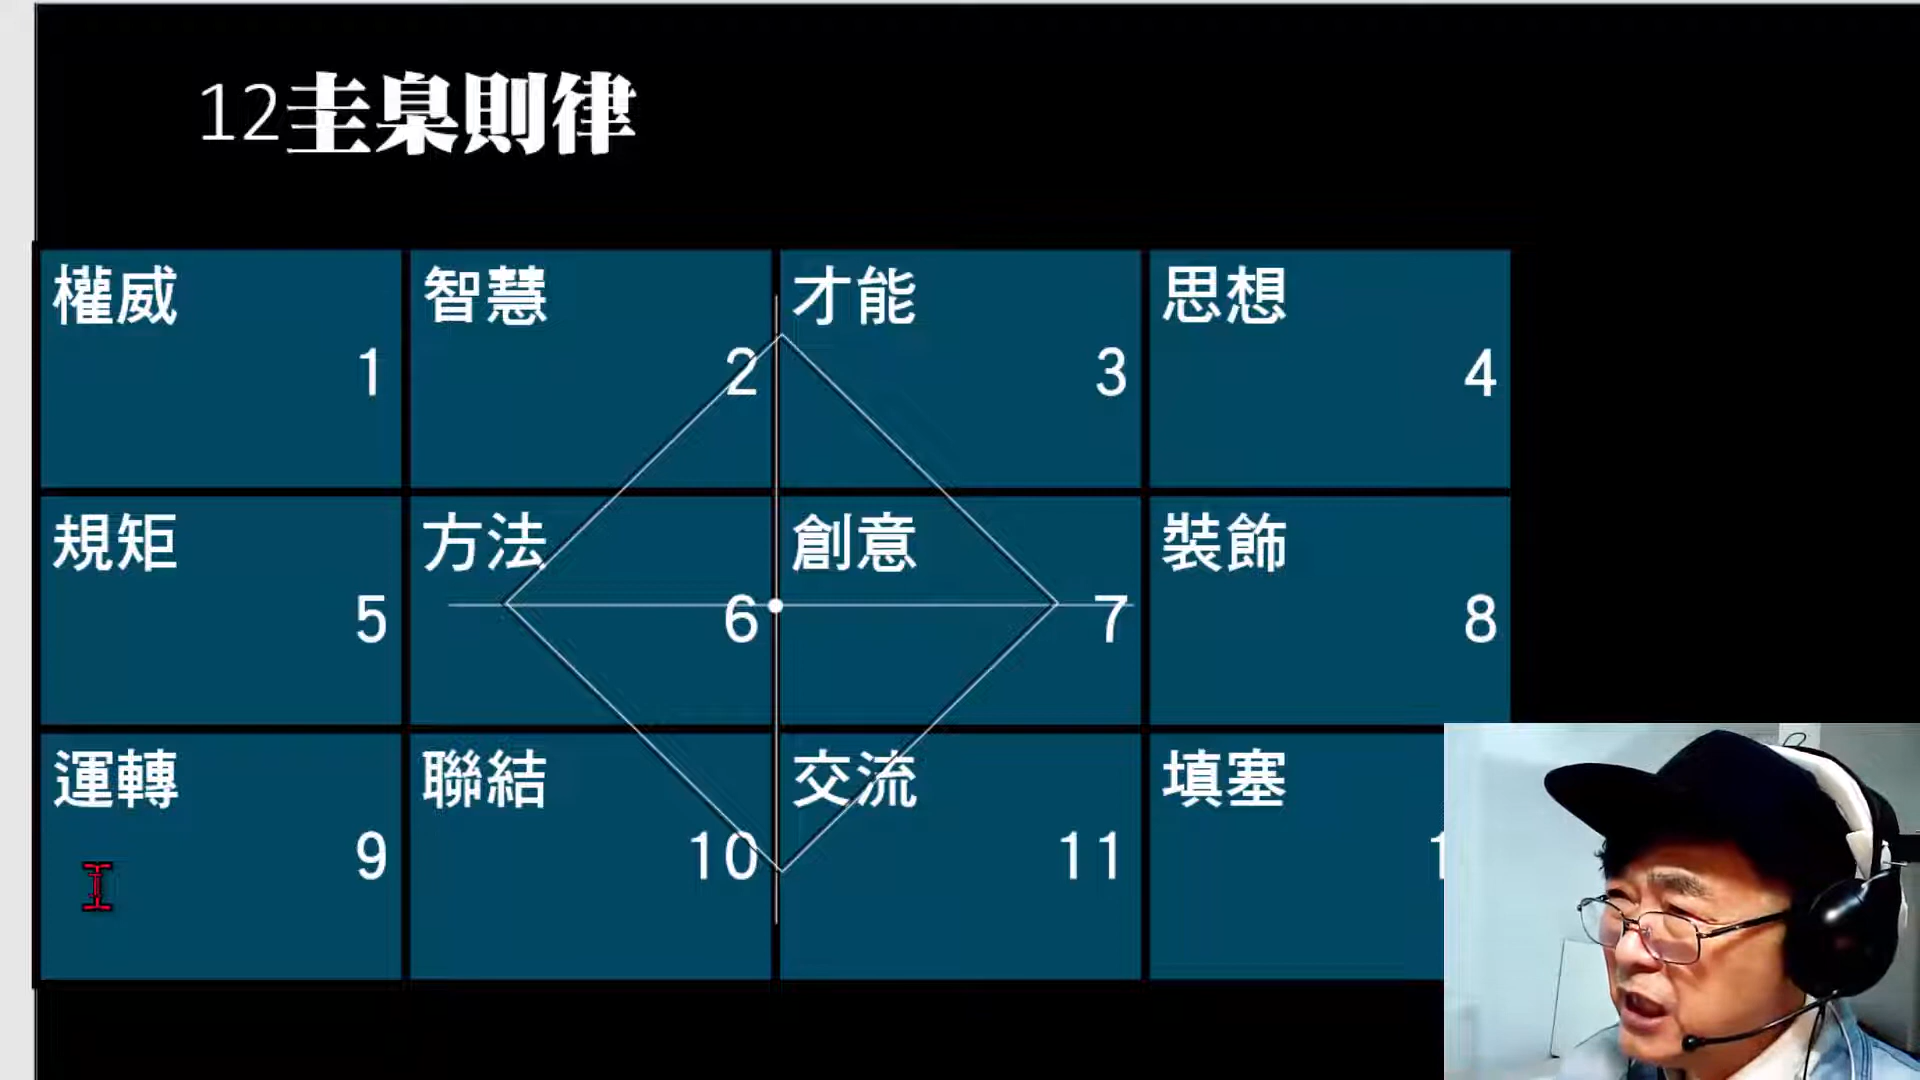 12圭臬則律
權威 智慧 才能 思想
1 2 3 4
規矩 方法 創意 裝飾
5 6 7 8
運轉 聯結 交流 填塞
9 10 11